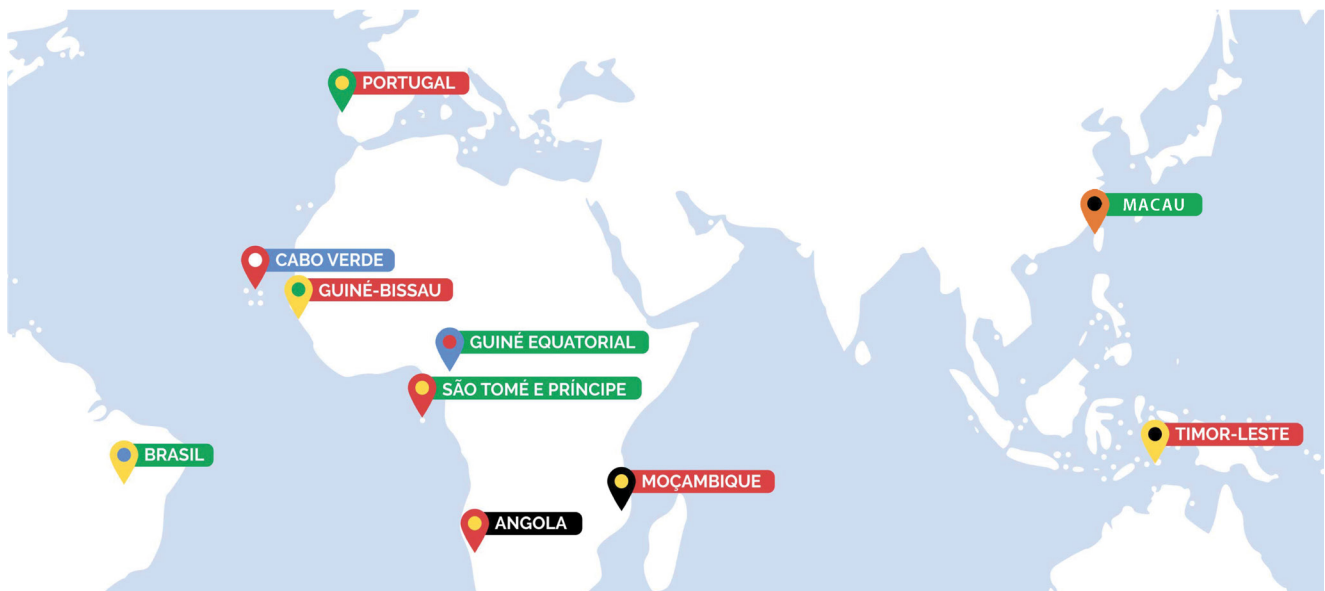 PORTUGAL
MACAU
CABO VERDE
GUINÉ-BISSAU
GUINÉ EQUATORIAL
SÃO TOMÉ E PRÍNCIPE
TIMOR-LESTE
BRASIL
MOÇAMBIQUE
ANGOLA